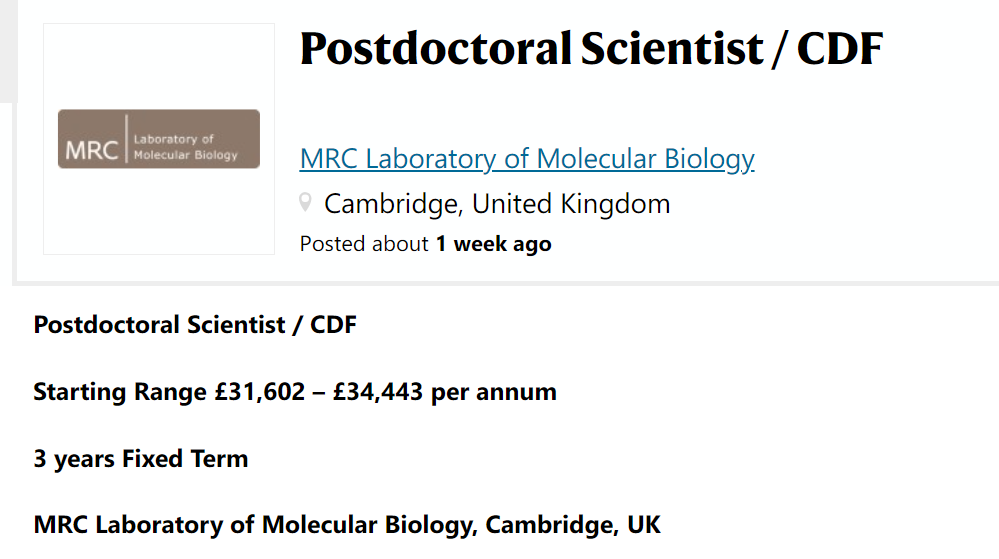 Postdoctoral Scientist / CDF
MRC
Laboratory of
Molecular Biology
MRC Laboratory of Molecular Biology
Cambridge, United Kingdom
Posted about 1 week ago
Postdoctoral Scientist / CDF
Starting Range £31,602 – £34,443 per annum
3 years Fixed Term
MRC Laboratory of Molecular Biology, Cambridge, UK